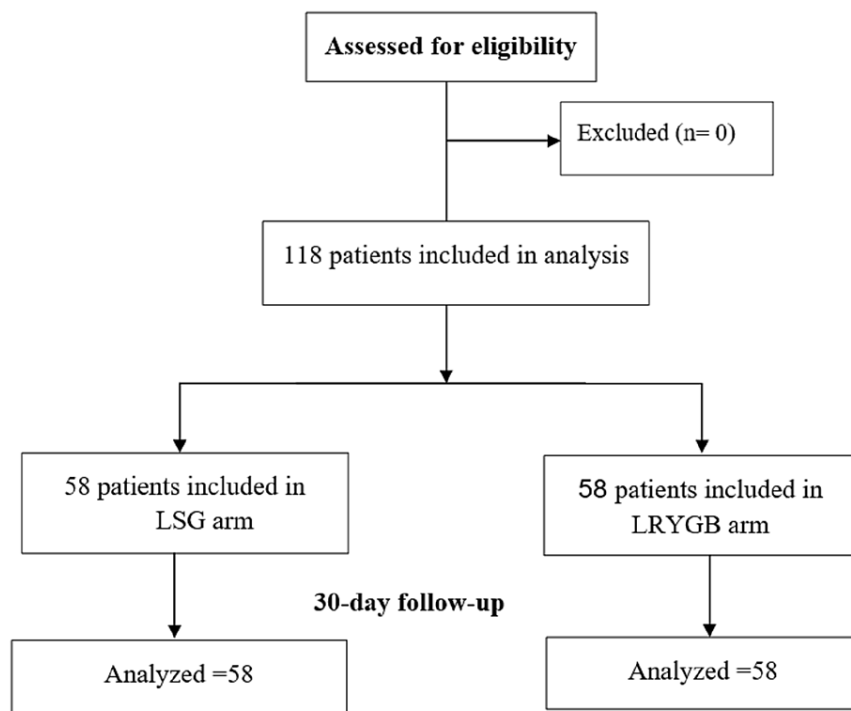 Assessed for eligibility
Excluded (n= 0)
118 patients included in analysis
58 patients included in
LSG arm
58 patients included in
LRYGB arm
30-day follow-up
Analyzed =58
Analyzed =58